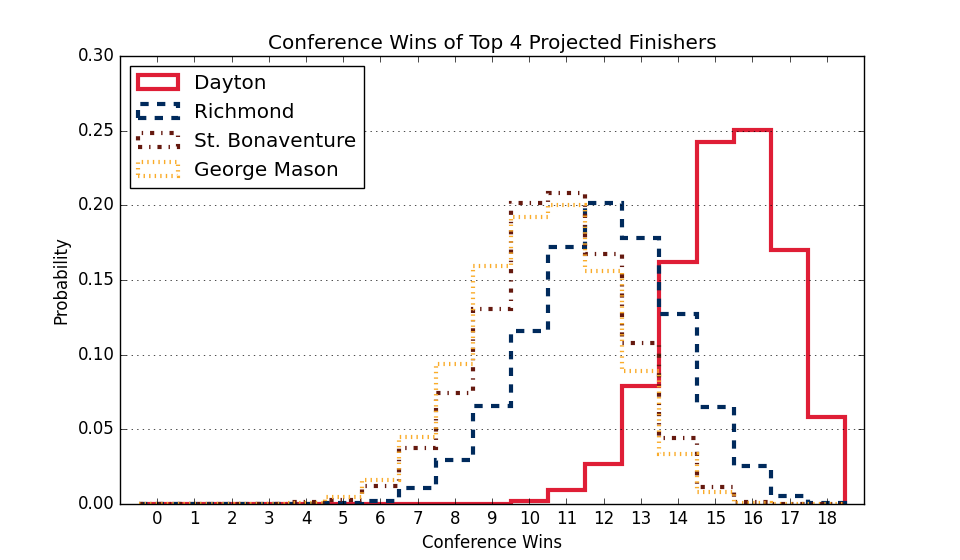 Conference Wins of Top 4 Projected Finishers
0.30
0.25
0.20
0.15
0.10
0.05
0.00
Probability
Dayton
Richmond
St. Bonaventure
George Mason
0 1 2 3 4 5 6 7 8 9 10 11 12 13 14 15 16 17 18
Conference Wins